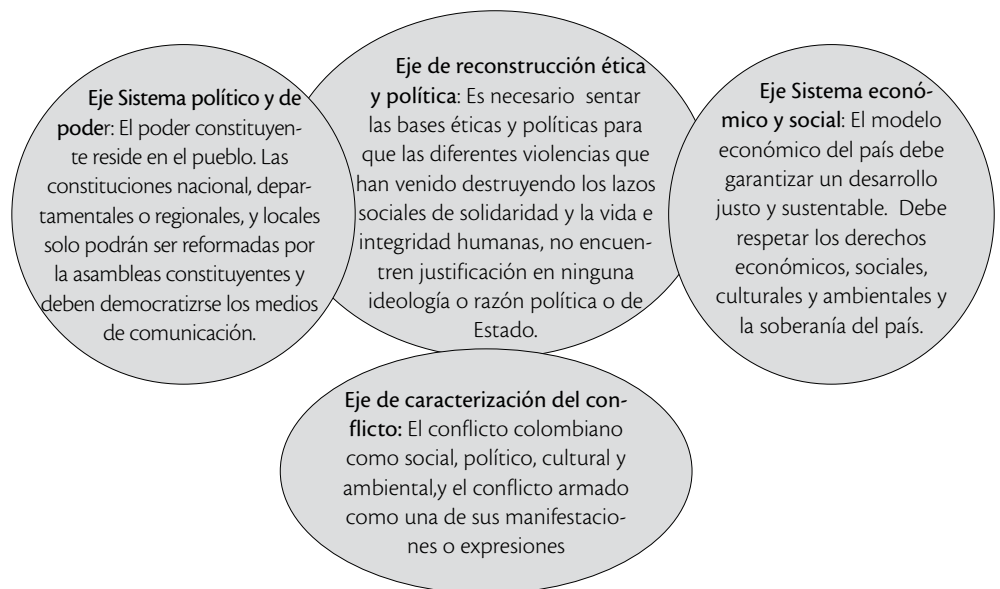 Eje Sistema político y de
poder: El poder constituyen-
te reside en el pueblo. Las
constituciones nacional, depar-
tamentales o regionales, y locales
solo podrán ser reformadas por
la asambleas constituyentes y
deben democratizrse los medios
de comunicación.
Eje de reconstrucción ética
y política: Es necesario sentar
las bases éticas y políticas para
que las diferentes violencias que
han venido destruyendo los lazos
sociales de solidaridad y la vida e
integridad humanas, no encuen-
tren justificación en ninguna
ideología o razón política o de
Estado.
Eje Sistema econó-
mico y social: El modelo
económico del país debe
garantizar un desarrollo
justo y sustentable. Debe
respetar los derechos
económicos, sociales,
culturales y ambientales y
la soberanía del país.
Eje de caracterización del con-
flicto: El conflicto colombiano
como social, político, cultural y
ambiental,y el conflicto armado
como una de sus manifestacio-
nes o expresiones